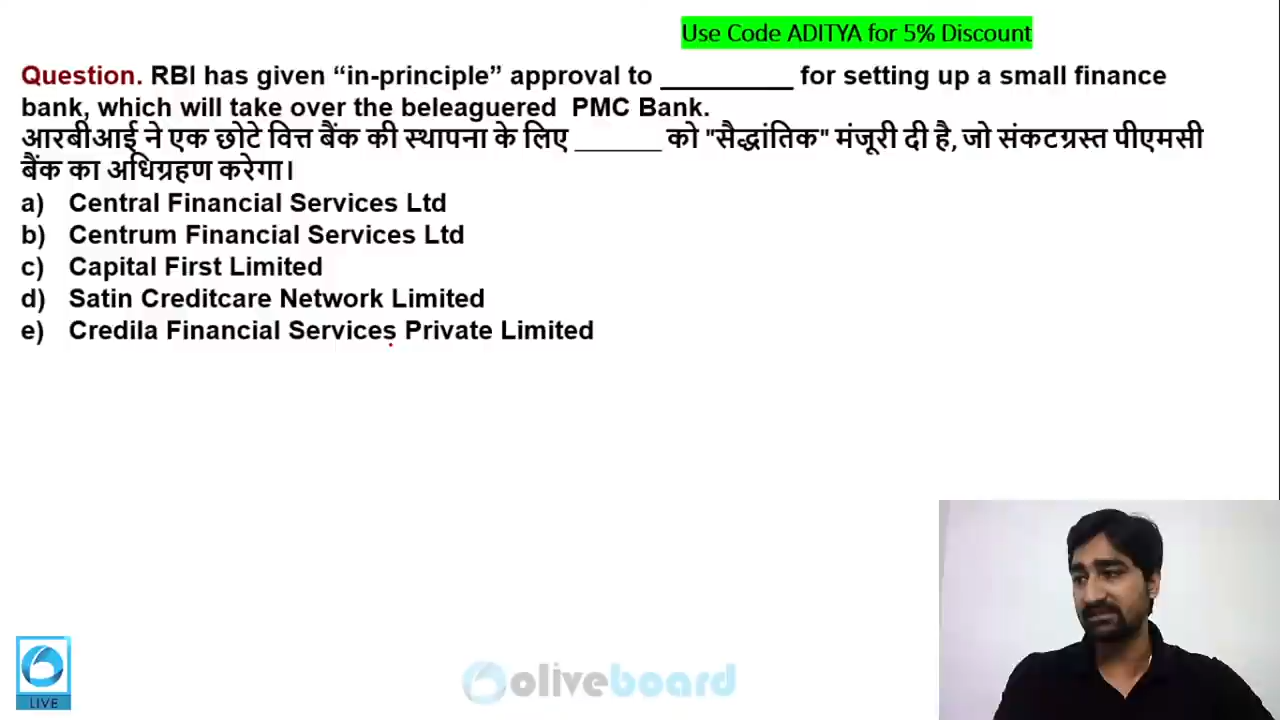 Use Code ADITYA for 5% Discount
Question. RBI has given “in-principle” approval to __________ for setting up a small finance
bank, which will take over the beleaguered PMC Bank.
आरबीआई ने एक छोटे वित्त बैंक की स्थापना के लिए _______ को "सैद्धांतिक" मंजूरी दी है, जो संकटग्रस्त पीएमसी
बैंक का अधिग्रहण करेगा।
a) Central Financial Services Ltd
b) Centrum Financial Services Ltd
c) Capital First Limited
d) Satin Creditcare Network Limited
e) Credila Financial Services Private Limited
LIVE
oliveboard